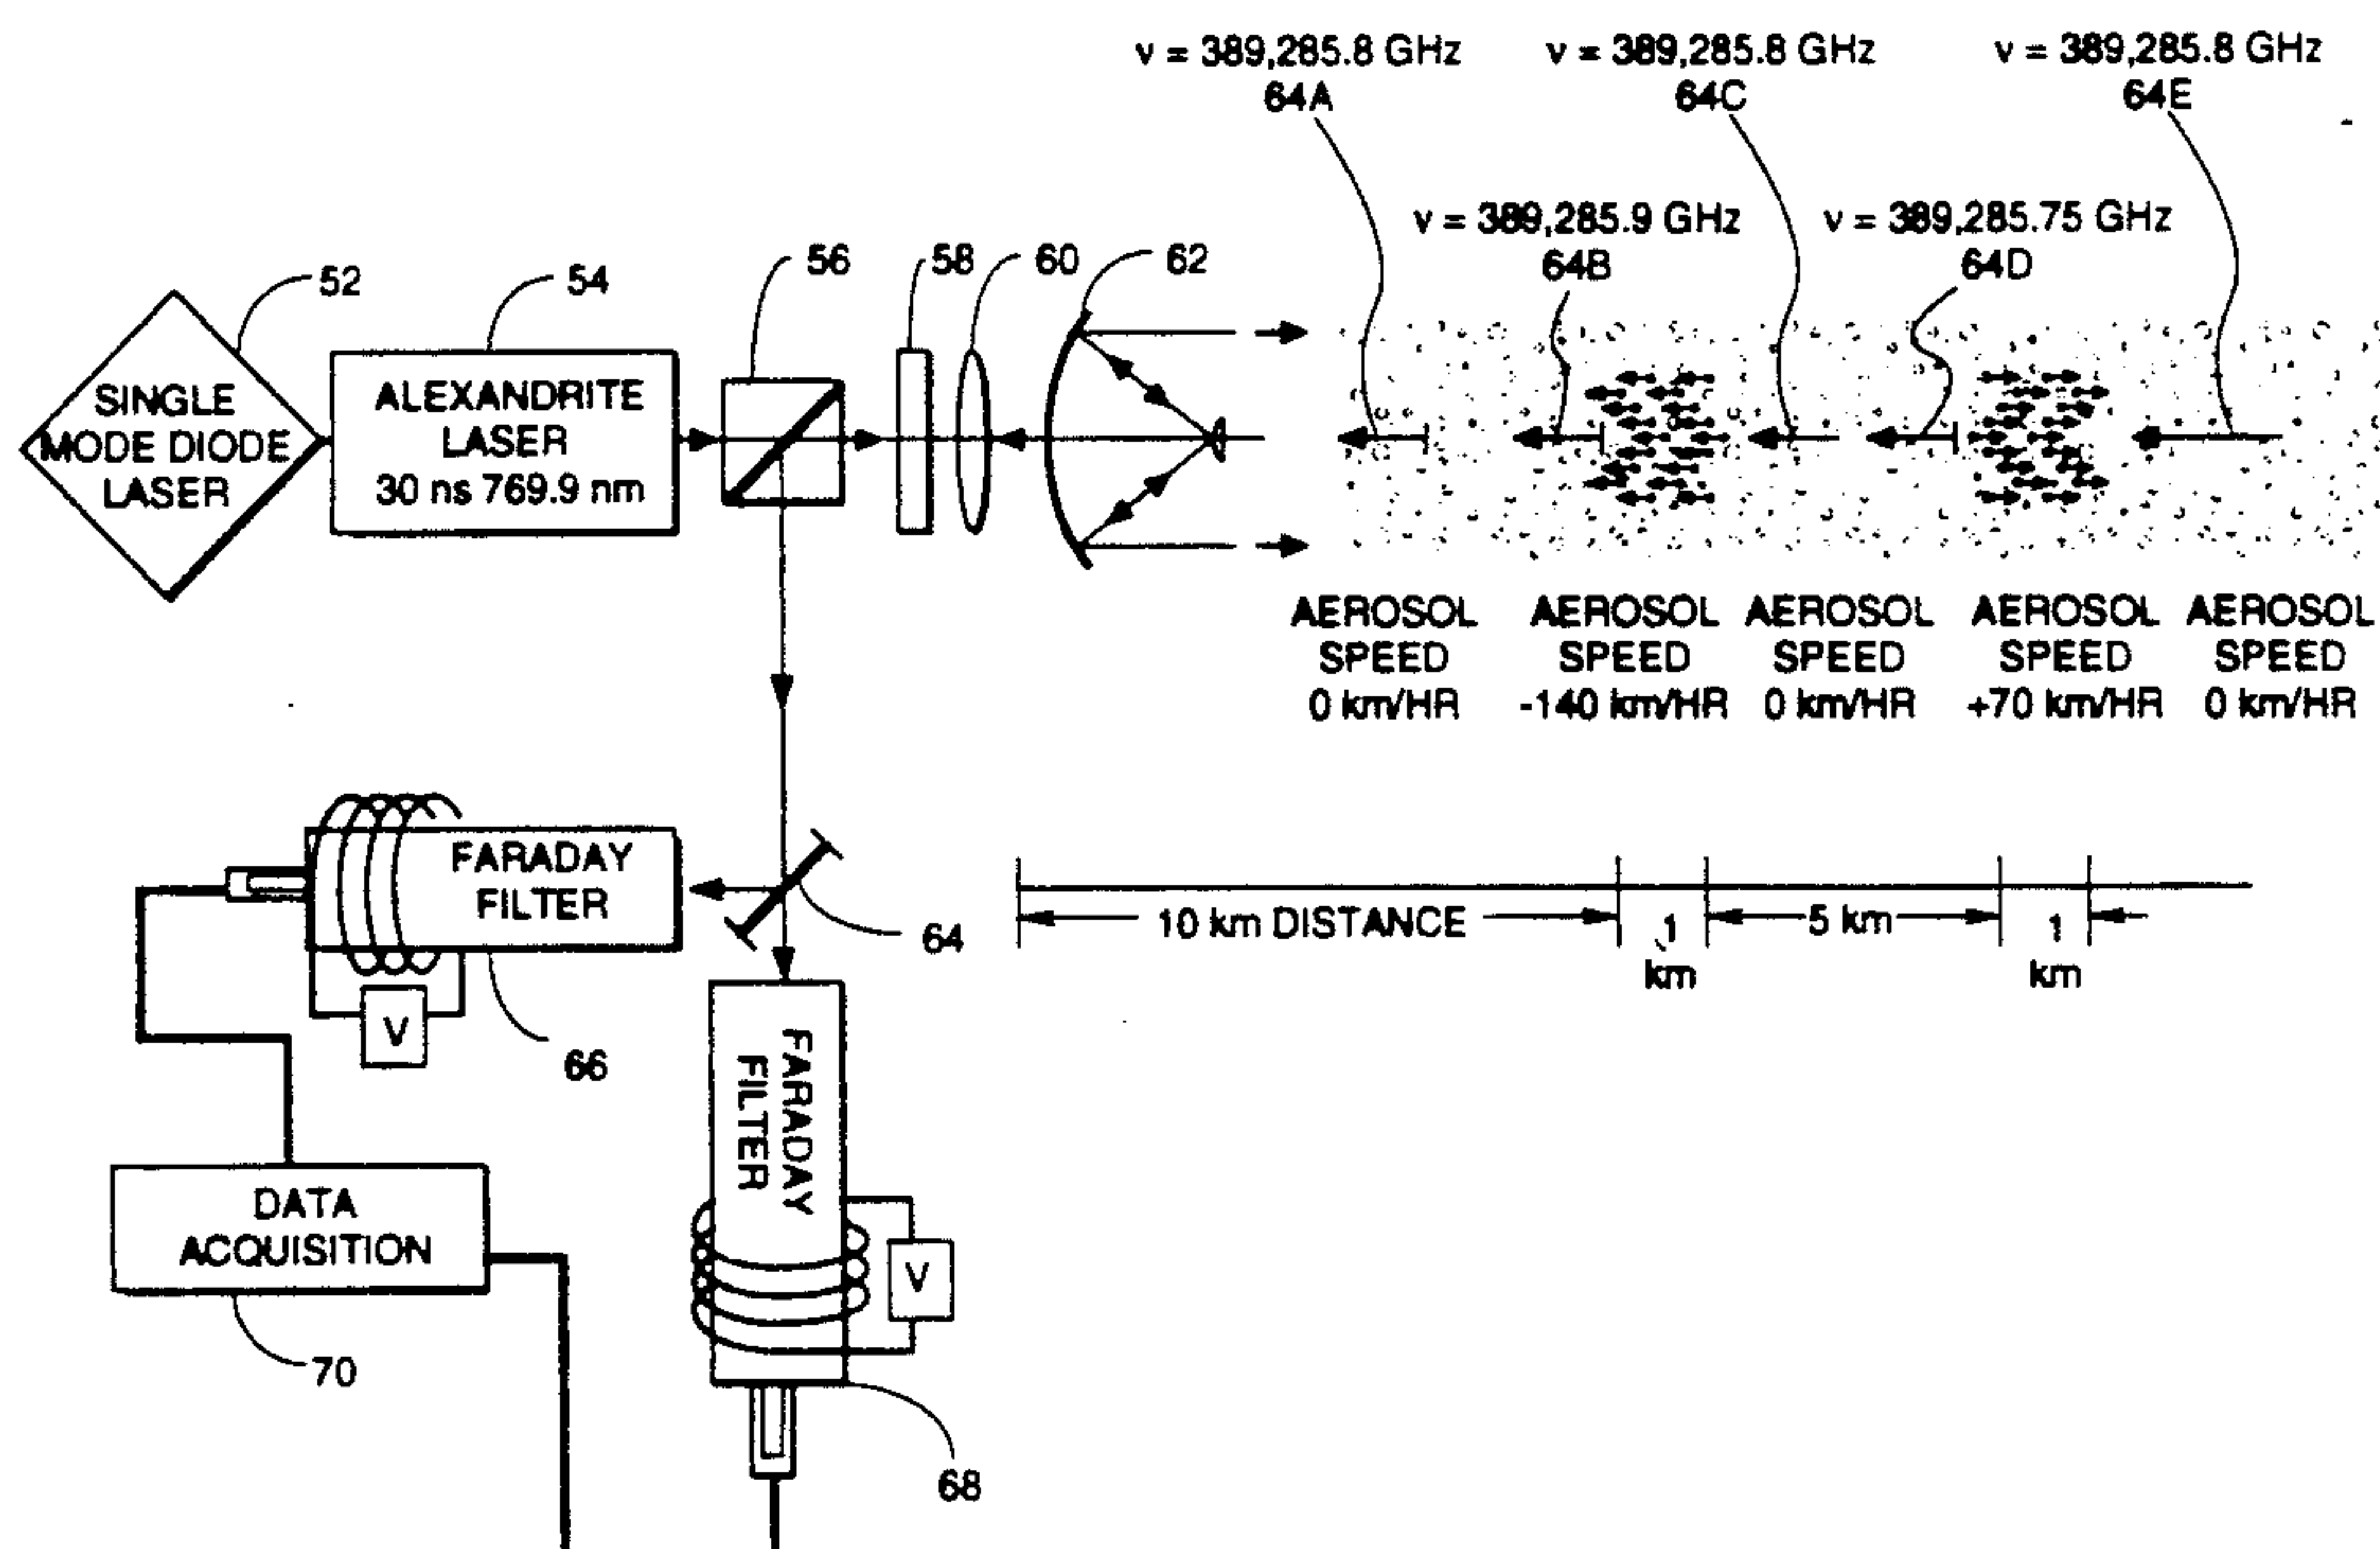 ν = 389,285.8 GHz
64A
ν = 389,285.8 GHz
64C
ν = 389,285.8 GHz
64E
ν = 389,285.9 GHz
64B
ν = 389,285.75 GHz
64D
52
54
56
58
60
62
SINGLE
MODE DIODE
LASER
ALEXANDRITE
LASER
30 ns 769.9 nm
AEROSOL
SPEED
0 km/HR
AEROSOL
SPEED
-140 km/HR
AEROSOL
SPEED
0 km/HR
AEROSOL
SPEED
+70 km/HR
AEROSOL
SPEED
0 km/HR
FARADAY
FILTER
64
10 km DISTANCE
1
km
5 km
1
km
V
66
FARADAY
FILTER
V
DATA
ACQUISITION
70
68